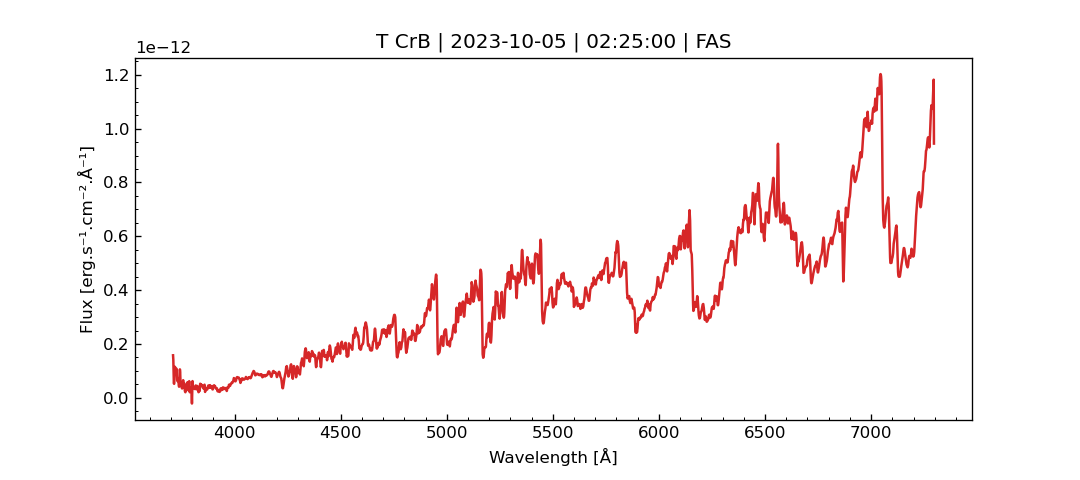 T CrB | 2023-10-05 | 02:25:00 | FAS
1e−12
1.2
1.0
0.8
0.6
0.4
0.2
0.0
Flux [erg.s⁻¹.cm⁻².Å⁻¹]
4000 4500 5000 5500 6000 6500 7000
Wavelength [Å]